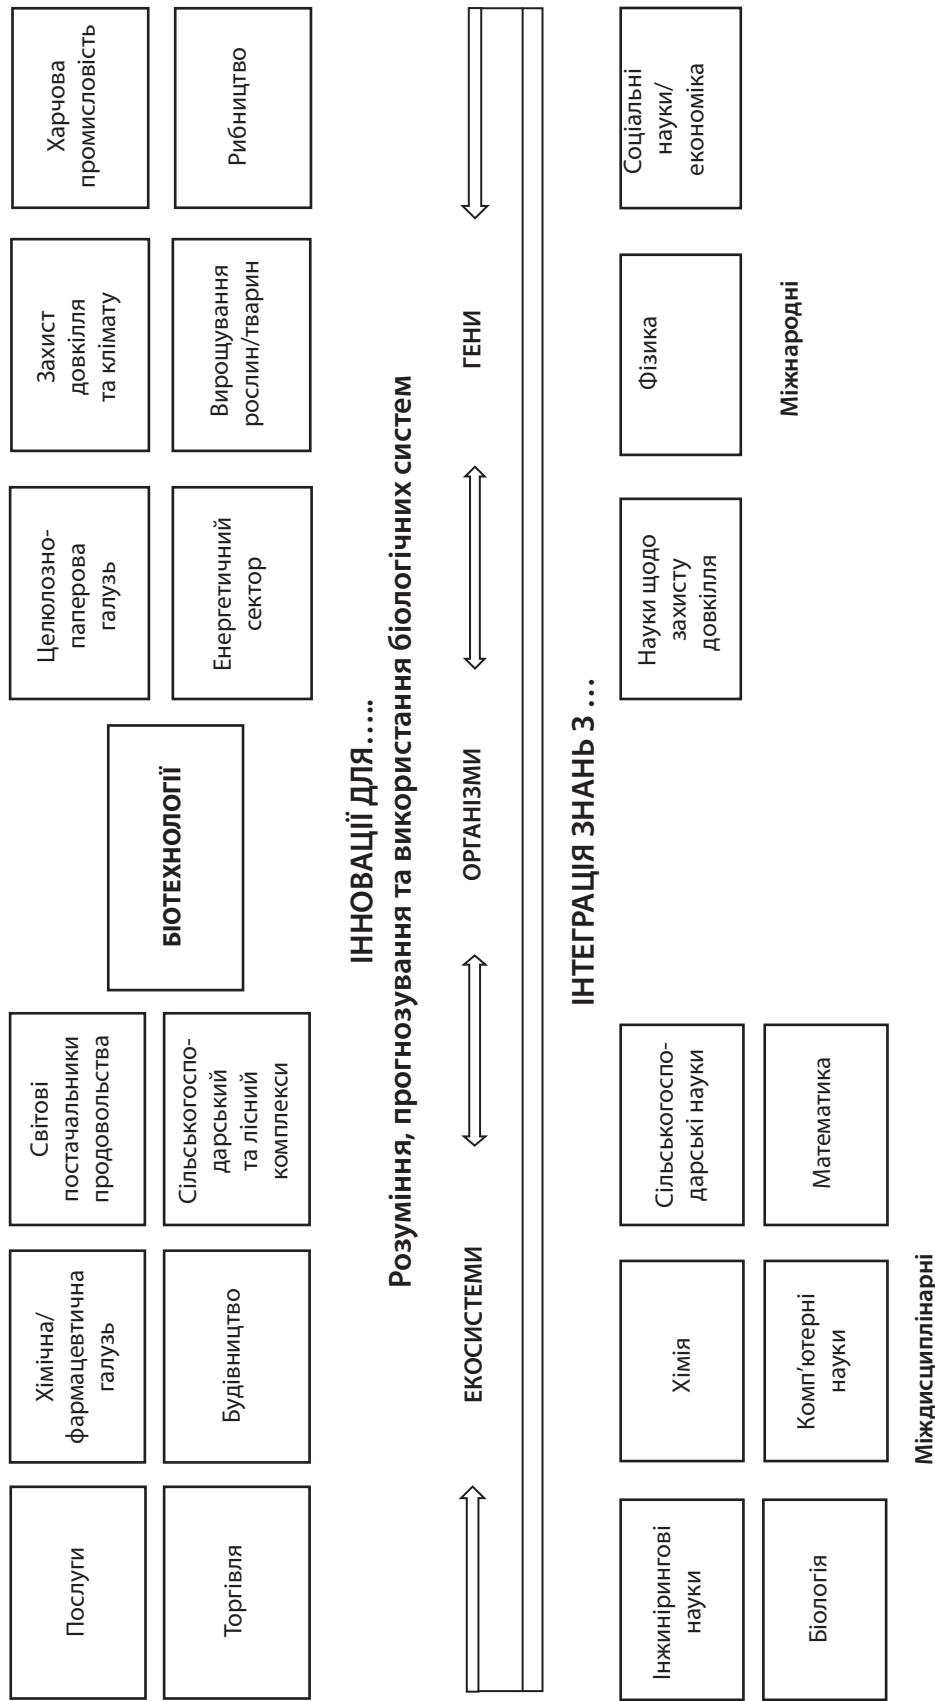 Послуги
Хімічна/
фармацевтична
галузь
Світові
постачальники
продовольства
БІОТЕХНОЛОГІЇ
Целюлозно-
паперова
галузь
Захист
довкілля
та клімату
Харчова
промисловість
Торгівля
Будівництво
Сільськогоспо-
дарський
та лісний
комплекси
Енергетичний
сектор
Вирощування
рослин/тварин
Рибництво
ІННОВАЦІЇ ДЛЯ…..
Розуміння, прогнозування та використання біологічних систем
ЕКОСИСТЕМИ
ОРГАНІЗМИ
ГЕНИ
ІНТЕГРАЦІЯ ЗНАНЬ З …
Інжинірингові
науки
Хімія
Сільськогоспо-
дарські науки
Науки щодо
захисту
довкілля
Фізика
Соціальні
науки/
економіка
Біологія
Комп’ютерні
науки
Математика
Міжнародні
Міждисциплінарні